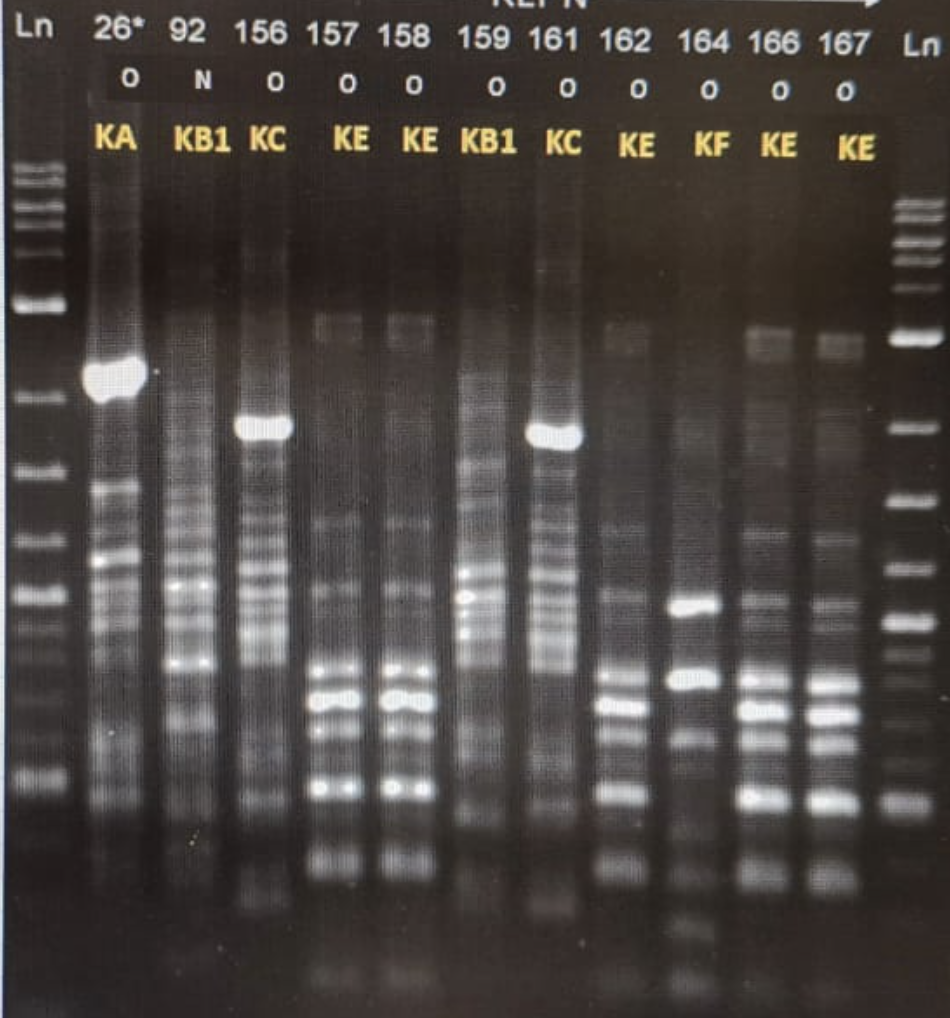 Ln 26* 92 156 157 158 159 161 162 164 166 167 Ln
O N O O O O O O O O O
KA KB1 KC KE KE KB1 KC KE KF KE KE